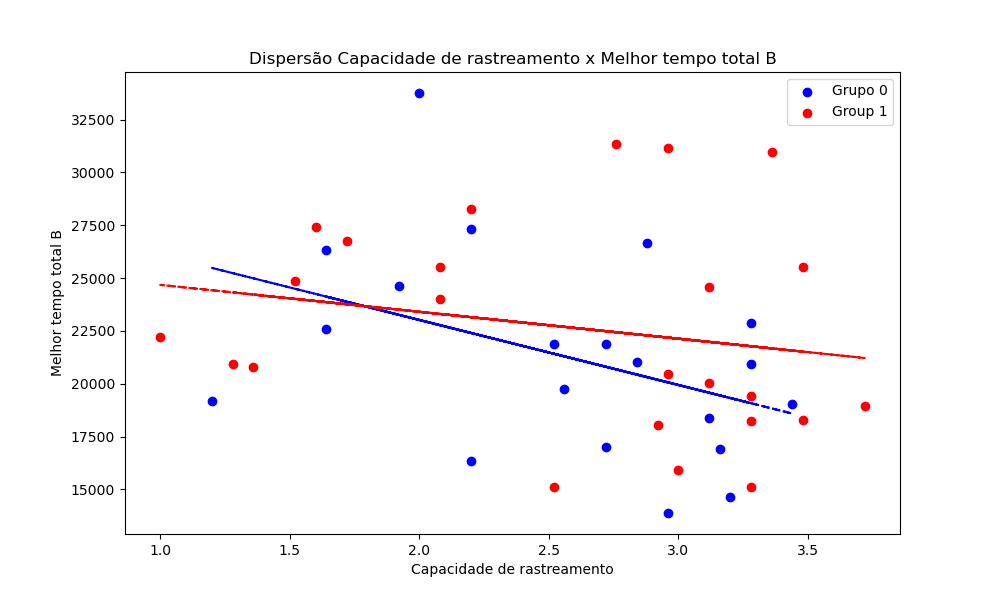 Dispersão Capacidade de rastreamento x Melhor tempo total B
Grupo 0
Group 1
Melhor tempo total B
32500
30000
27500
25000
22500
20000
17500
15000
1.0 1.5 2.0 2.5 3.0 3.5
Capacidade de rastreamento